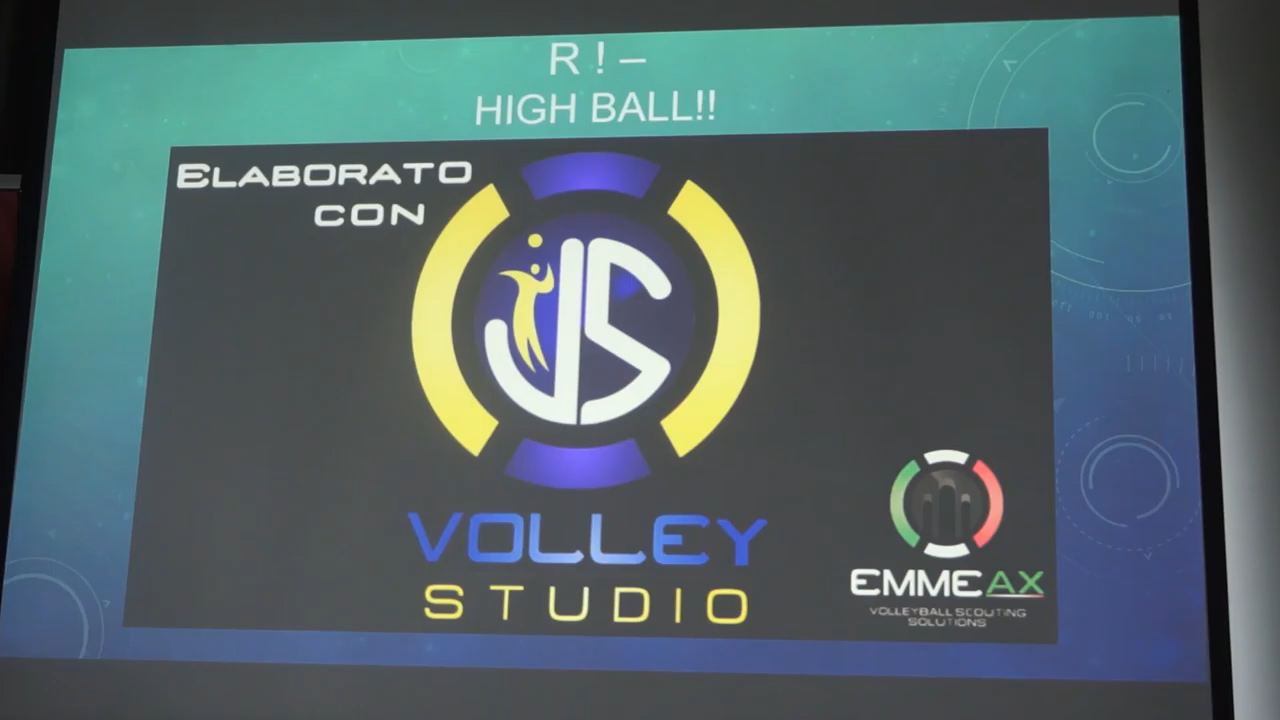 R ! –
HIGH BALL!!
ELABORATO
CON
VS
VOLLEY
STUDIO
EMMEAX
VOLLEYBALL SCOUTING
SOLUTIONS